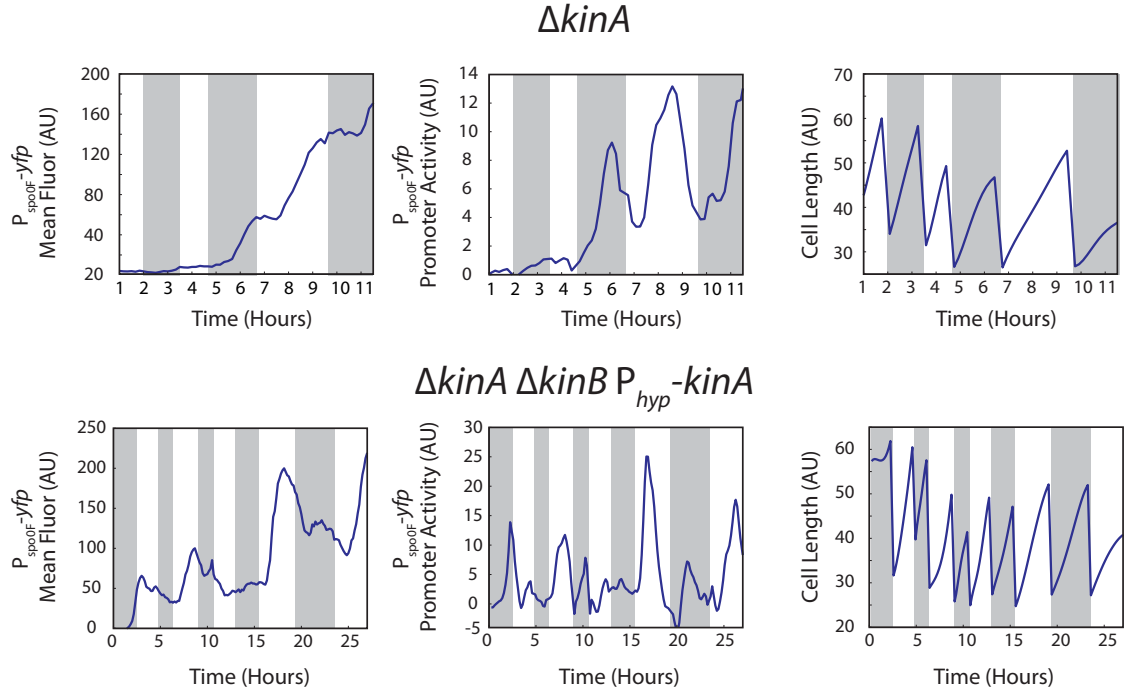 ΔkinA
P spo0F-yfp
Mean Fluor (AU)
200
160
120
80
60
20
1 2 3 4 5 6 7 8 9 10 11
Time (Hours)
P spo0F-yfp
Promoter Activity (AU)
14
12
10
8
6
4
2
0
1 2 3 4 5 6 7 8 9 10 11
Time (Hours)
Cell Length (AU)
70
60
50
40
30
1 2 3 4 5 6 7 8 9 10 11
Time (Hours)
ΔkinA ΔkinB Phyp-kinA
P spo0F-yfp
Mean Fluor (AU)
250
200
150
100
50
0
0 5 10 15 20 25
Time (Hours)
P spo0F-yfp
Promoter Activity (AU)
30
25
20
15
10
5
0
-5
0 5 10 15 20 25
Time (Hours)
Cell Length (AU)
60
50
40
30
20
0 5 10 15 20 25
Time (Hours)